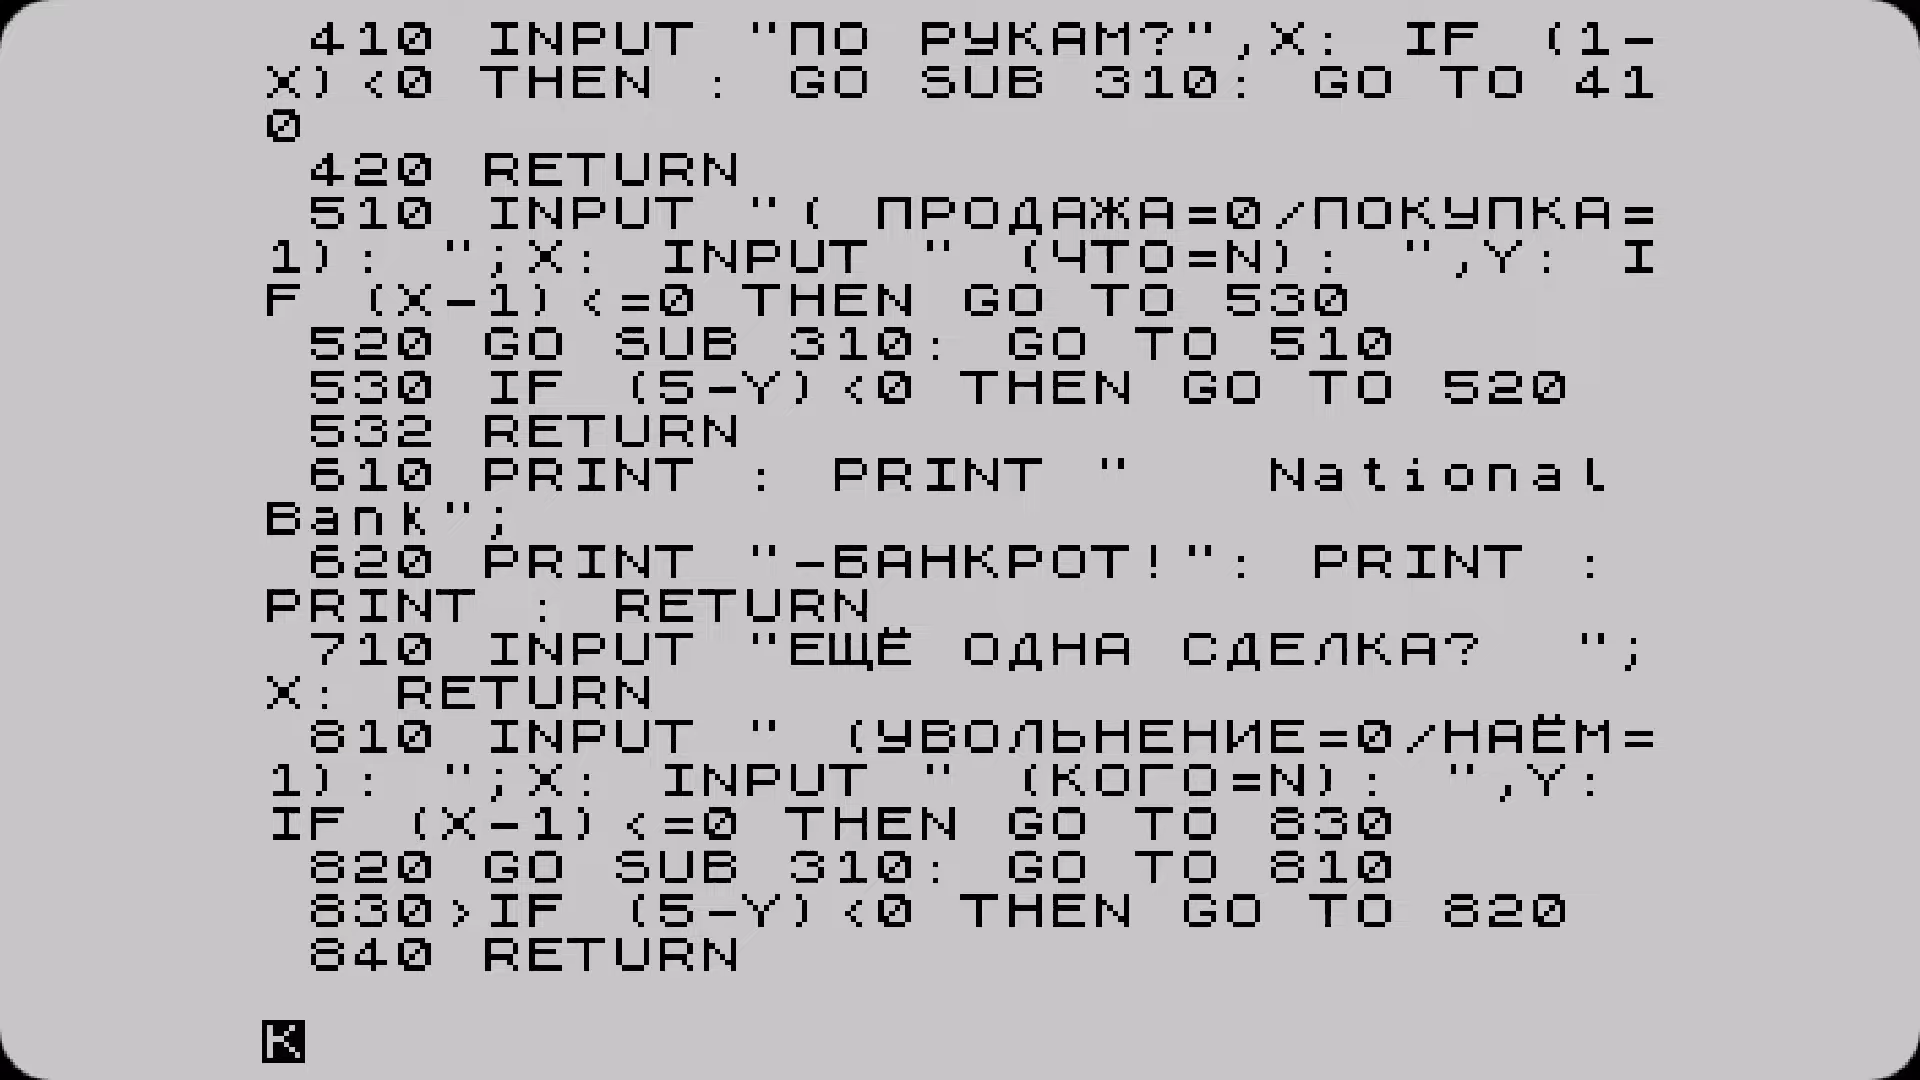 410 INPUT "ПО РУКАМ?",X: IF (1-
X)<0 THEN : GO SUB 310: GO TO 41
0
420 RETURN
510 INPUT "( ПРОДАЖА=0/ПОКУПКА=
1): ";X: INPUT " (ЧТО=N): ",Y: I
F (X-1)<=0 THEN GO TO 530
520 GO SUB 310: GO TO 510
530 IF (5-Y)<0 THEN GO TO 520
532 RETURN
610 PRINT : PRINT "   National
Bank";
620 PRINT "-БАНКРОТ!": PRINT :
PRINT : RETURN
710 INPUT "ЕЩЁ ОДНА СДЕЛКА?  ";
X: RETURN
810 INPUT " (УВОЛЬНЕНИЕ=0/НАЁМ=
1): ";X: INPUT " (КОГО=N): ",Y:
IF (X-1)<=0 THEN GO TO 830
820 GO SUB 310: GO TO 810
830>IF (5-Y)<0 THEN GO TO 820
840 RETURN
K